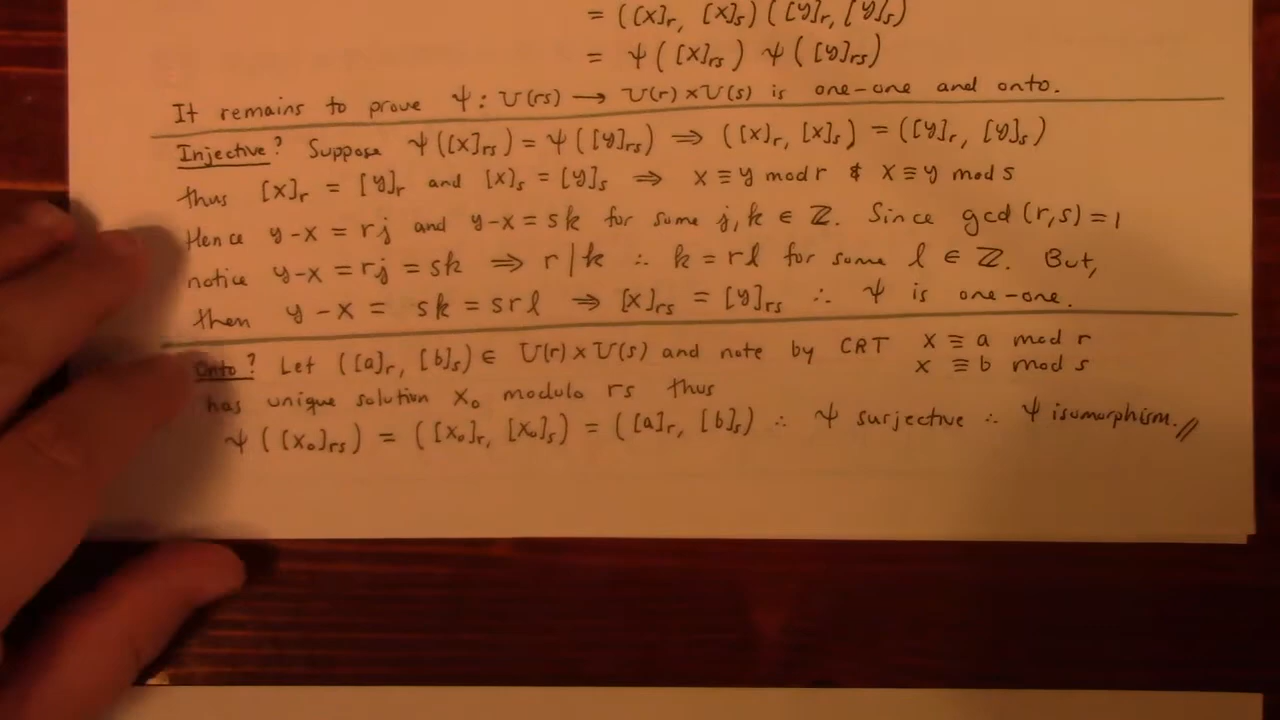 = ([x]ᵣ, [x]ₛ) ([y]ᵣ, [y]ₛ)
= ψ([x]ᵣₛ) ψ([y]ᵣₛ)
It remains to prove ψ : U(rs) → U(r) × U(s) is one-one and onto.
Injective? Suppose ψ([x]ᵣₛ) = ψ([y]ᵣₛ) ⇒ ([x]ᵣ, [x]ₛ) = ([y]ᵣ, [y]ₛ)
thus [x]ᵣ = [y]ᵣ and [x]ₛ = [y]ₛ ⇒ x ≡ y mod r & x ≡ y mod s
Hence y-x = rj and y-x = sk for some j, k ∈ ℤ. Since gcd(r,s) = 1
notice y-x = rj = sk ⇒ r | k ∴ k = rl for some l ∈ ℤ. But,
then y-x = sk = srl ⇒ [x]ᵣₛ = [y]ᵣₛ ∴ ψ is one-one.
Onto? Let ([a]ᵣ, [b]ₛ) ∈ U(r) × U(s) and note by CRT x ≡ a mod r
x ≡ b mod s
has unique solution x₀ modulo rs thus
ψ([x₀]ᵣₛ) = ([x₀]ᵣ, [x₀]ₛ) = ([a]ᵣ, [b]ₛ) ∴ ψ surjective ∴ ψ isomorphism. //